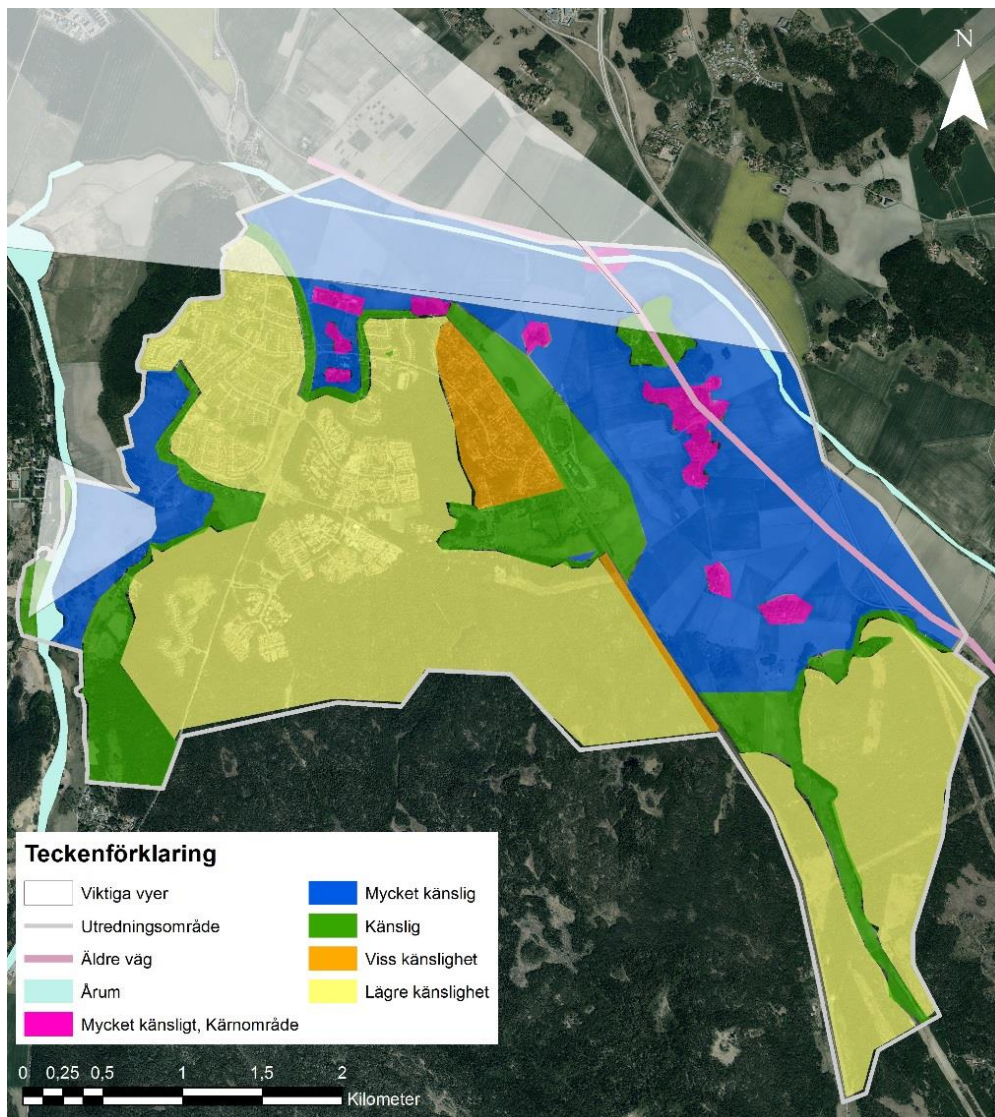 N
Teckenförklaring
Viktiga vyer
Utredningsområde
Äldre väg
Årum
Mycket känsligt, Kärnområde
Mycket känslig
Känslig
Viss känslighet
Lägre känslighet
0 0,25 0,5 1 1,5 2
Kilometer